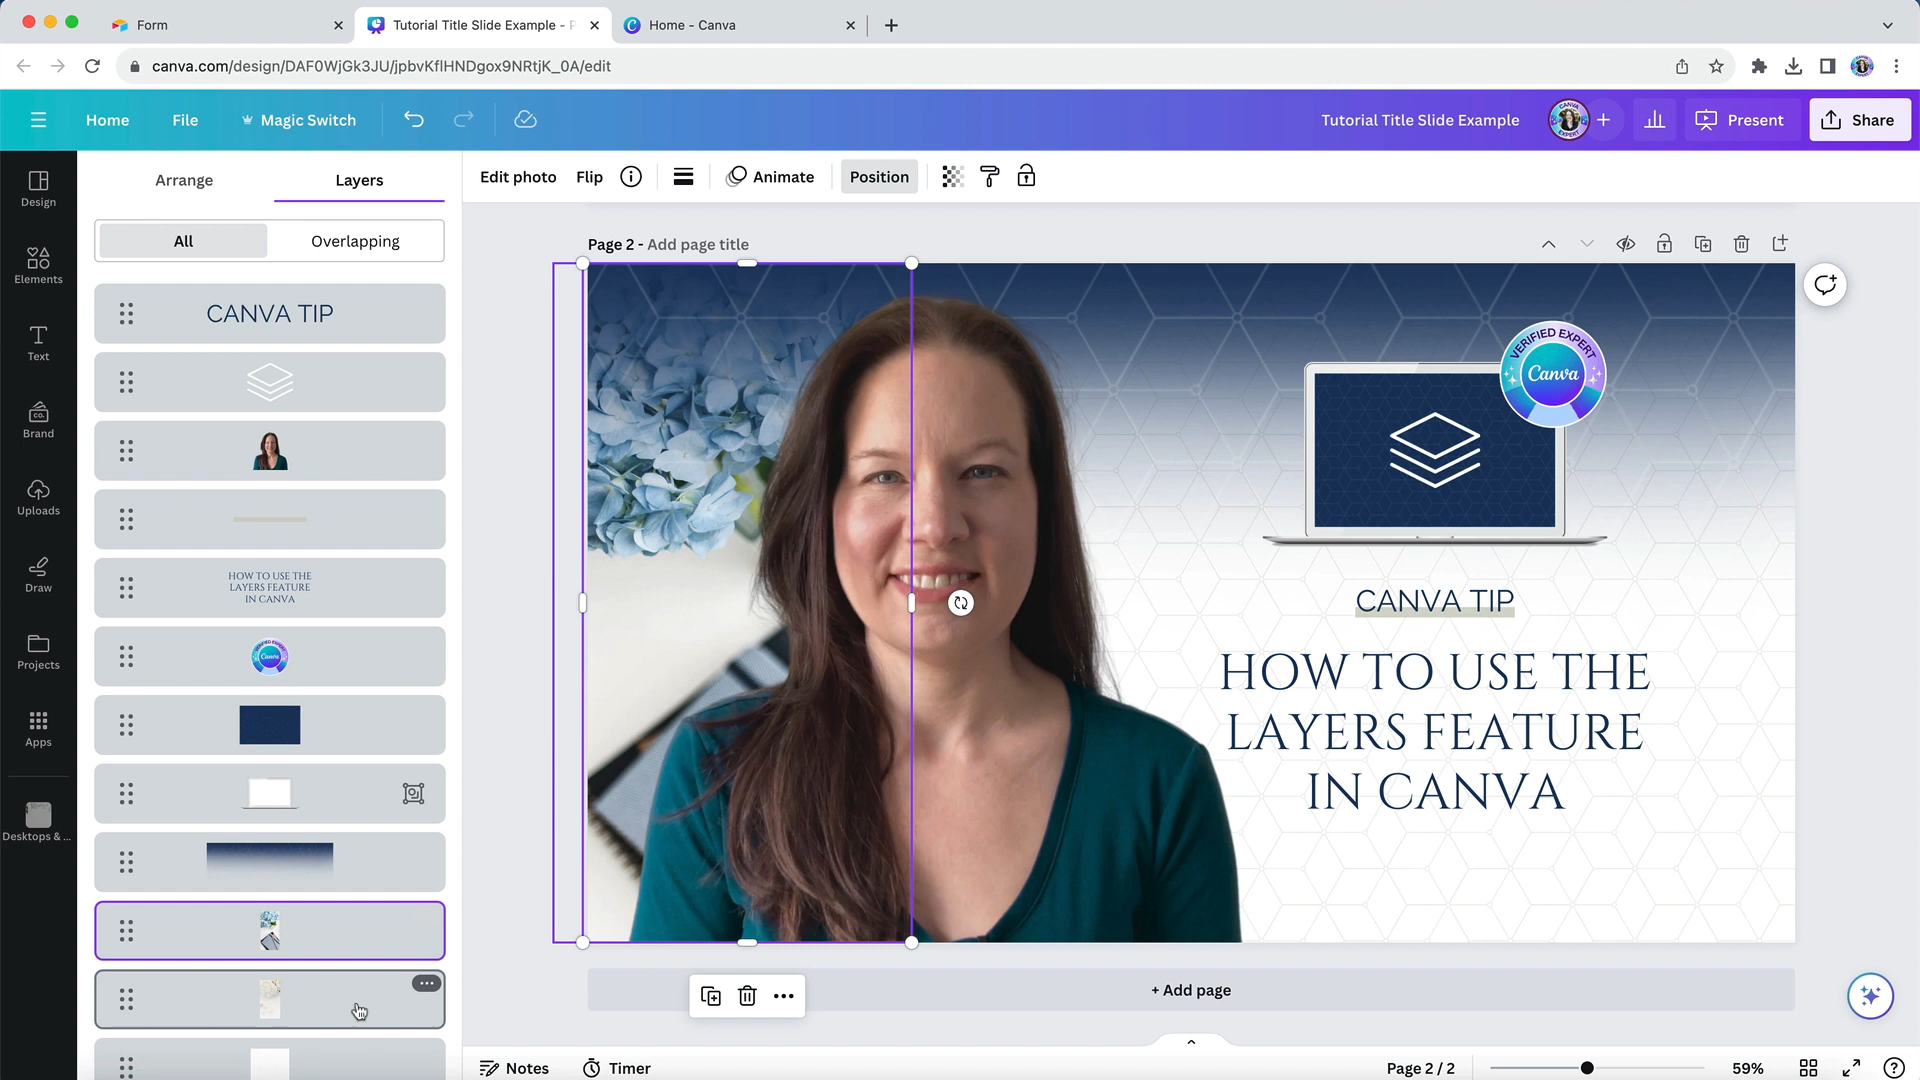 Form
Tutorial Title Slide Example - P
Home - Canva
canva.com/design/DAF0WjGk3JU/jpbvKflHNDgox9NRtjK_0A/edit
Home
File
Magic Switch
Tutorial Title Slide Example
Present
Share
Design
Elements
Text
Brand
Uploads
Draw
Projects
Apps
Desktops & ...
Arrange
Layers
All
Overlapping
CANVA TIP
HOW TO USE THE
LAYERS FEATURE
IN CANVA
VERIFIED EXPERT
Canva
Edit photo
Flip
Animate
Position
Page 2 - Add page title
VERIFIED EXPERT
Canva
CANVA TIP
HOW TO USE THE
LAYERS FEATURE
IN CANVA
+ Add page
Notes
Timer
Page 2 / 2
59%